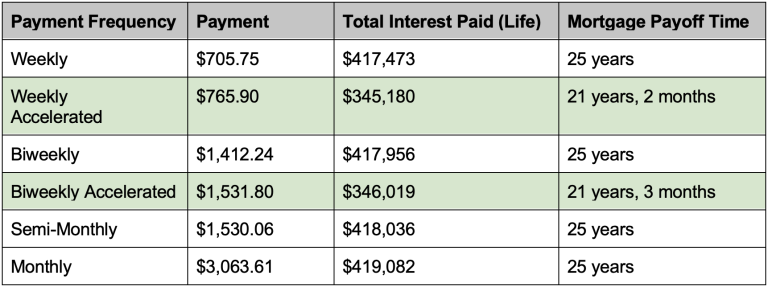 Payment Frequency Payment Total Interest Paid (Life) Mortgage Payoff Time
Weekly $705.75 $417,473 25 years
Weekly $765.90 $345,180 21 years, 2 months
Accelerated
Biweekly $1,412.24 $417,956 25 years
Biweekly Accelerated $1,531.80 $346,019 21 years, 3 months
Semi-Monthly $1,530.06 $418,036 25 years
Monthly $3,063.61 $419,082 25 years